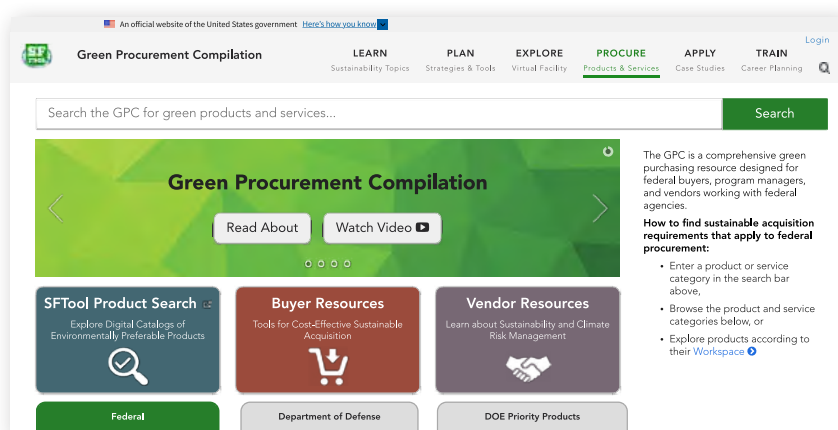 An official website of the United States government Here's how you know
Login
SF
TOOL
Green Procurement Compilation
LEARN
Sustainability Topics
PLAN
Strategies & Tools
EXPLORE
Virtual Facility
PROCURE
Products & Services
APPLY
Case Studies
TRAIN
Career Planning
Search the GPC for green products and services...
Search
Green Procurement Compilation
Read About
Watch Video
The GPC is a comprehensive green
purchasing resource designed for
federal buyers, program managers,
and vendors working with federal
agencies.
How to find sustainable acquisition
requirements that apply to federal
procurement:
• Enter a product or service
category in the search bar
above,
• Browse the product and service
categories below, or
• Explore products according to
their Workspace
SFTool Product Search
Explore Digital Catalogs of
Environmentally Preferable Products
Buyer Resources
Tools for Cost-Effective Sustainable
Acquisition
Vendor Resources
Learn about Sustainability and Climate
Risk Management
Federal
Department of Defense
DOE Priority Products